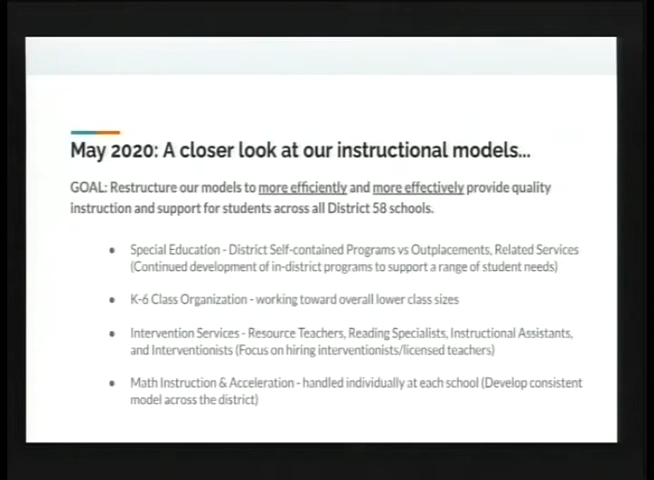 May 2020: A closer look at our instructional models...
GOAL: Restructure our models to more efficiently and more effectively provide quality
instruction and support for students across all District 58 schools.
• Special Education - District Self-contained Programs vs Outplacements, Related Services
(Continued development of in-district programs to support a range of student needs)
• K-6 Class Organization - working toward overall lower class sizes
• Intervention Services - Resource Teachers, Reading Specialists, Instructional Assistants,
and Interventionists (Focus on hiring interventionists/licensed teachers)
• Math Instruction & Acceleration - handled individually at each school (Develop consistent
model across the district)